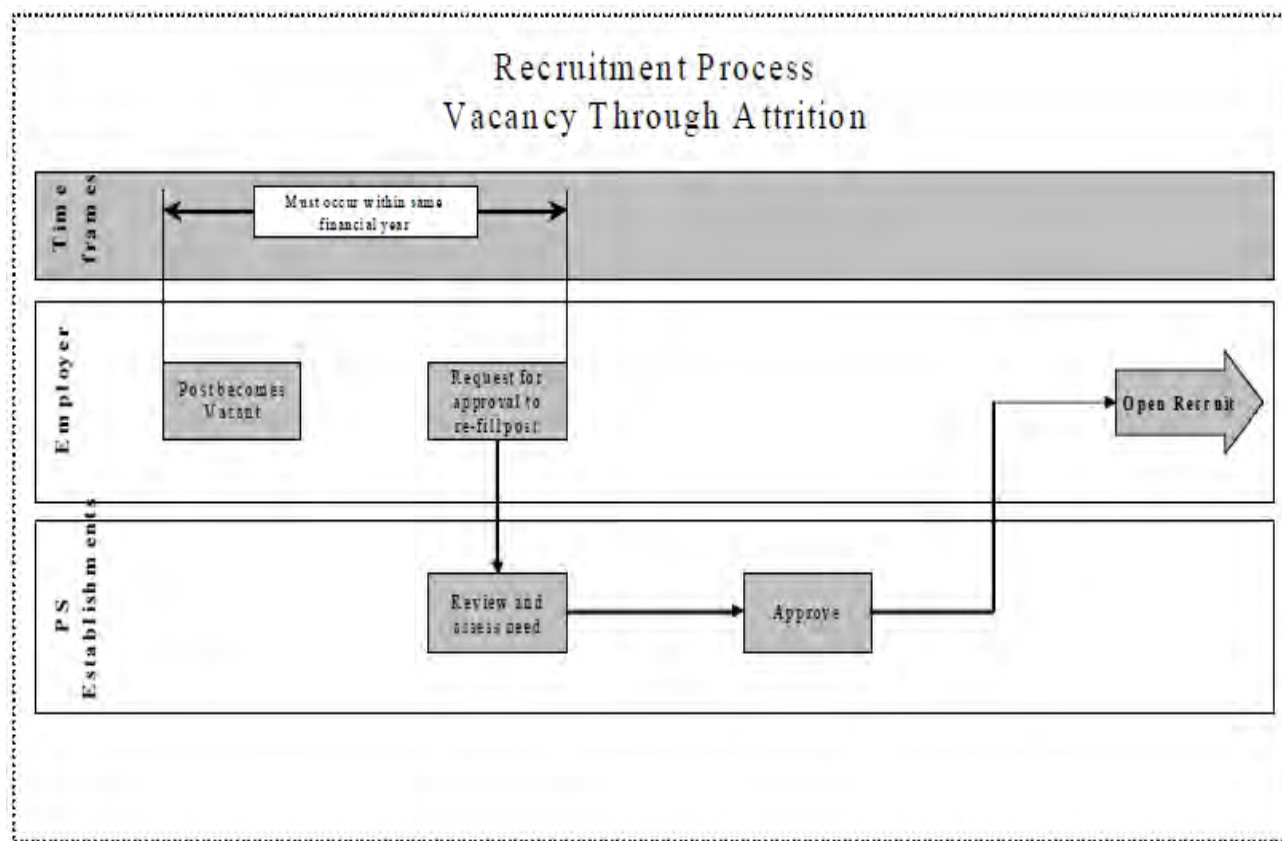 Recruitment Process
Vacancy Through Attrition
Time
frames
Must occur within same
financial year
Employer
Post becomes
Vacant
Request for
approval to
re-fill post
Open Recruit
PS
Establishments
Review and
assess need
Approve